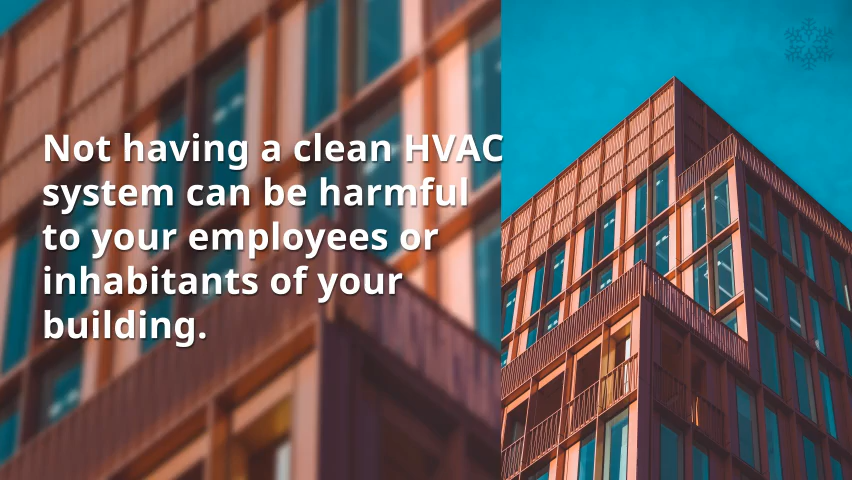 Not having a clean HVAC
system can be harmful
to your employees or
inhabitants of your
building.